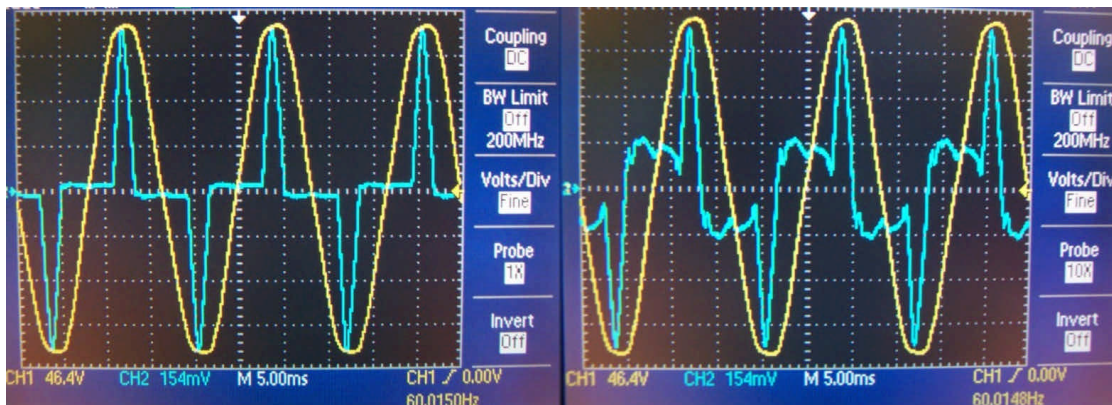 Coupling
DC
BW Limit
Off
200MHz
Volts/Div
Fine
Probe
1X
Invert
Off
CH1 46.4V
CH2 154mV
M 5.00ms
CH1 ∕ 0.00V
60.0150Hz
2
Coupling
DC
BW Limit
Off
200MHz
Volts/Div
Fine
Probe
10X
Invert
Off
CH1 46.4V
CH2 154mV
M 5.00ms
CH1 ∕ 0.00V
60.0148Hz